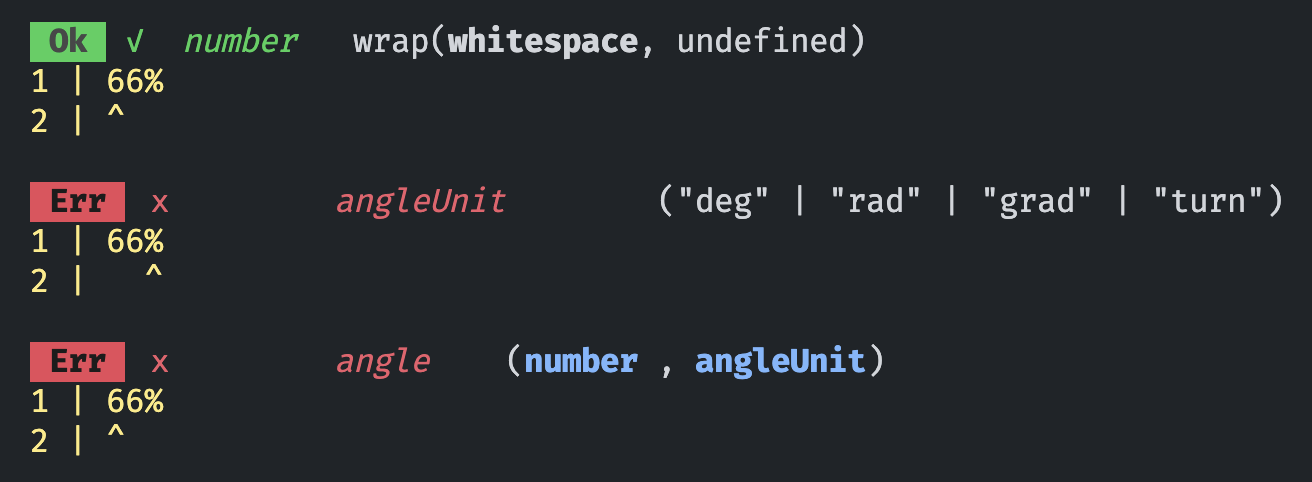 Ok √ number wrap(whitespace, undefined)
1 | 66%
2 | ^
Err x angleUnit ("deg" | "rad" | "grad" | "turn")
1 | 66%
2 |   ^
Err x angle (number , angleUnit)
1 | 66%
2 | ^